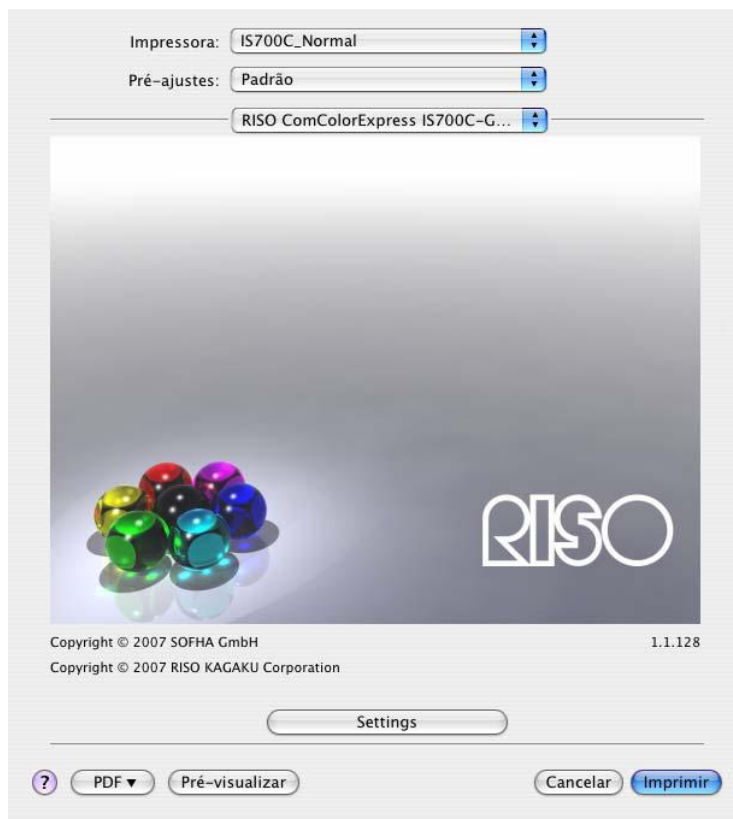 Impressora: IS700C_Normal
Pré-ajustes: Padrão
RISO ComColorExpress IS700C-G...
RISO
Copyright © 2007 SOFHA GmbH 1.1.128
Copyright © 2007 RISO KAGAKU Corporation
Settings
? PDF ▼ Pré-visualizar Cancelar Imprimir